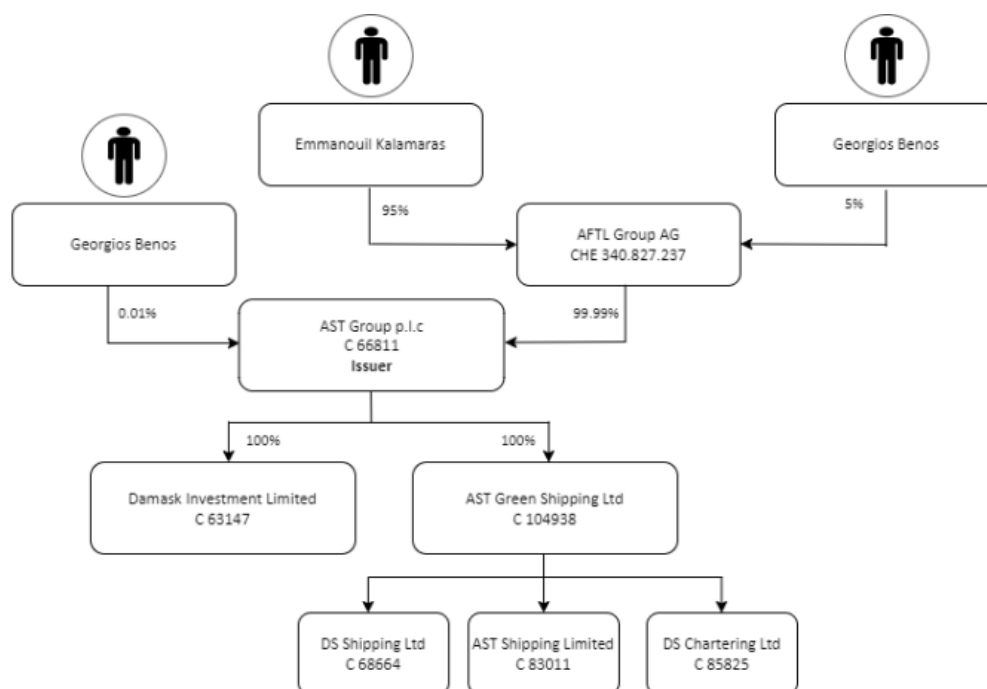 Emmanouil Kalamaras
Georgios Benos
95%
5%
Georgios Benos
AFTL Group AG
CHE 340.827.237
0.01%
99.99%
AST Group p.l.c
C 66811
Issuer
100%
100%
Damask Investment Limited
C 63147
AST Green Shipping Ltd
C 104938
DS Shipping Ltd
C 68664
AST Shipping Limited
C 83011
DS Chartering Ltd
C 85825